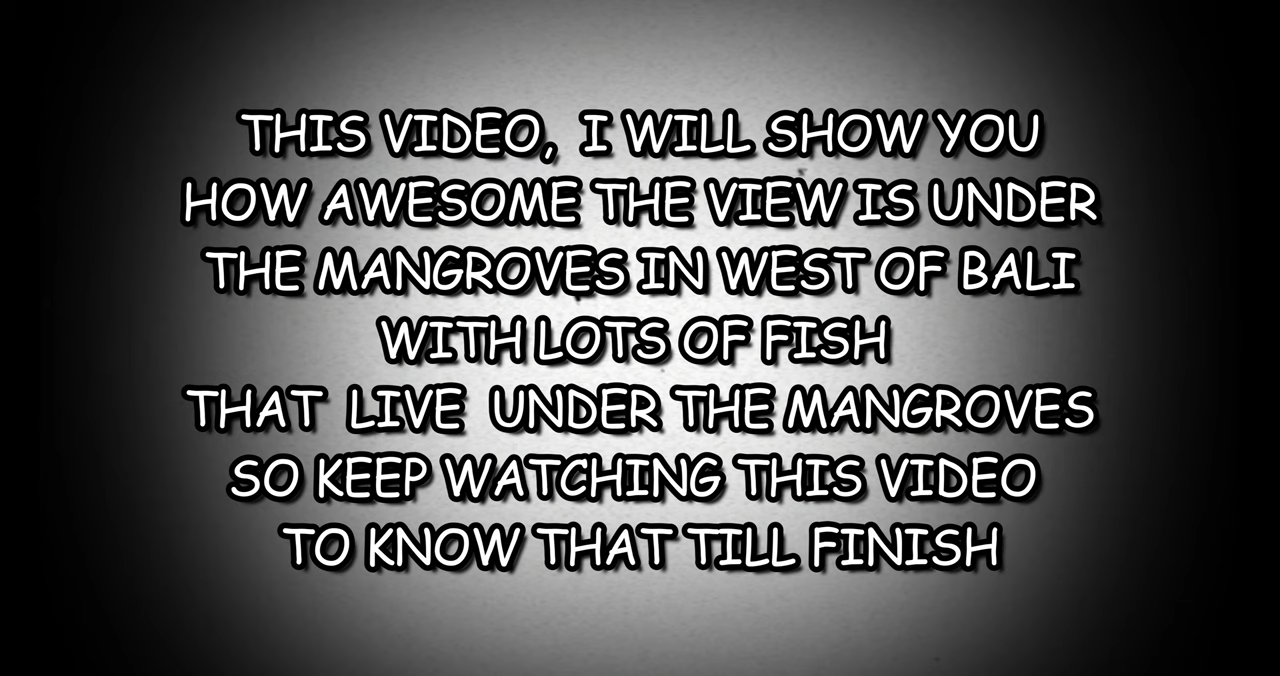 THIS VIDEO, I WILL SHOW YOU
HOW AWESOME THE VIEW IS UNDER
THE MANGROVES IN WEST OF BALI
WITH LOTS OF FISH
THAT LIVE UNDER THE MANGROVES
SO KEEP WATCHING THIS VIDEO
TO KNOW THAT TILL FINISH